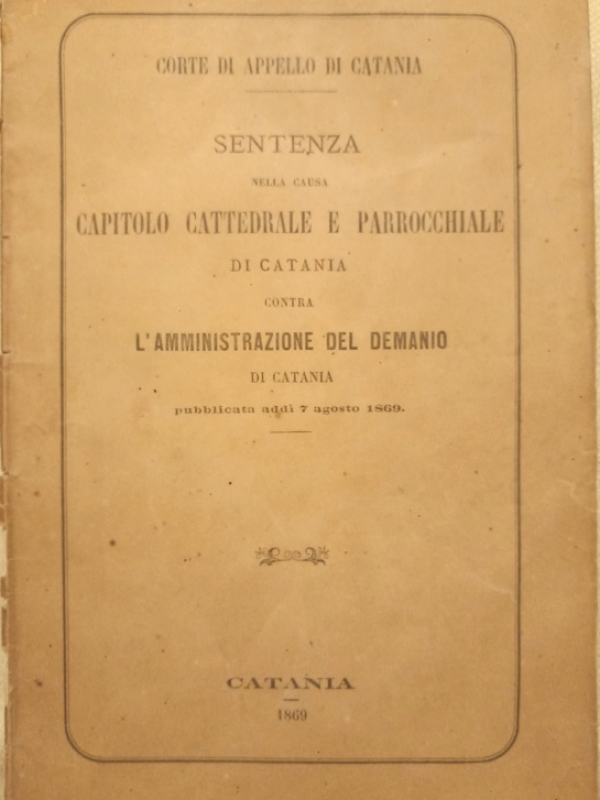 CORTE DI APPELLO DI CATANIA
SENTENZA
NELLA CAUSA
CAPITOLO CATTEDRALE E PARROCCHIALE
DI CATANIA
CONTRA
L'AMMINISTRAZIONE DEL DEMANIO
DI CATANIA
pubblicata addì 7 agosto 1869.
CATANIA
1869